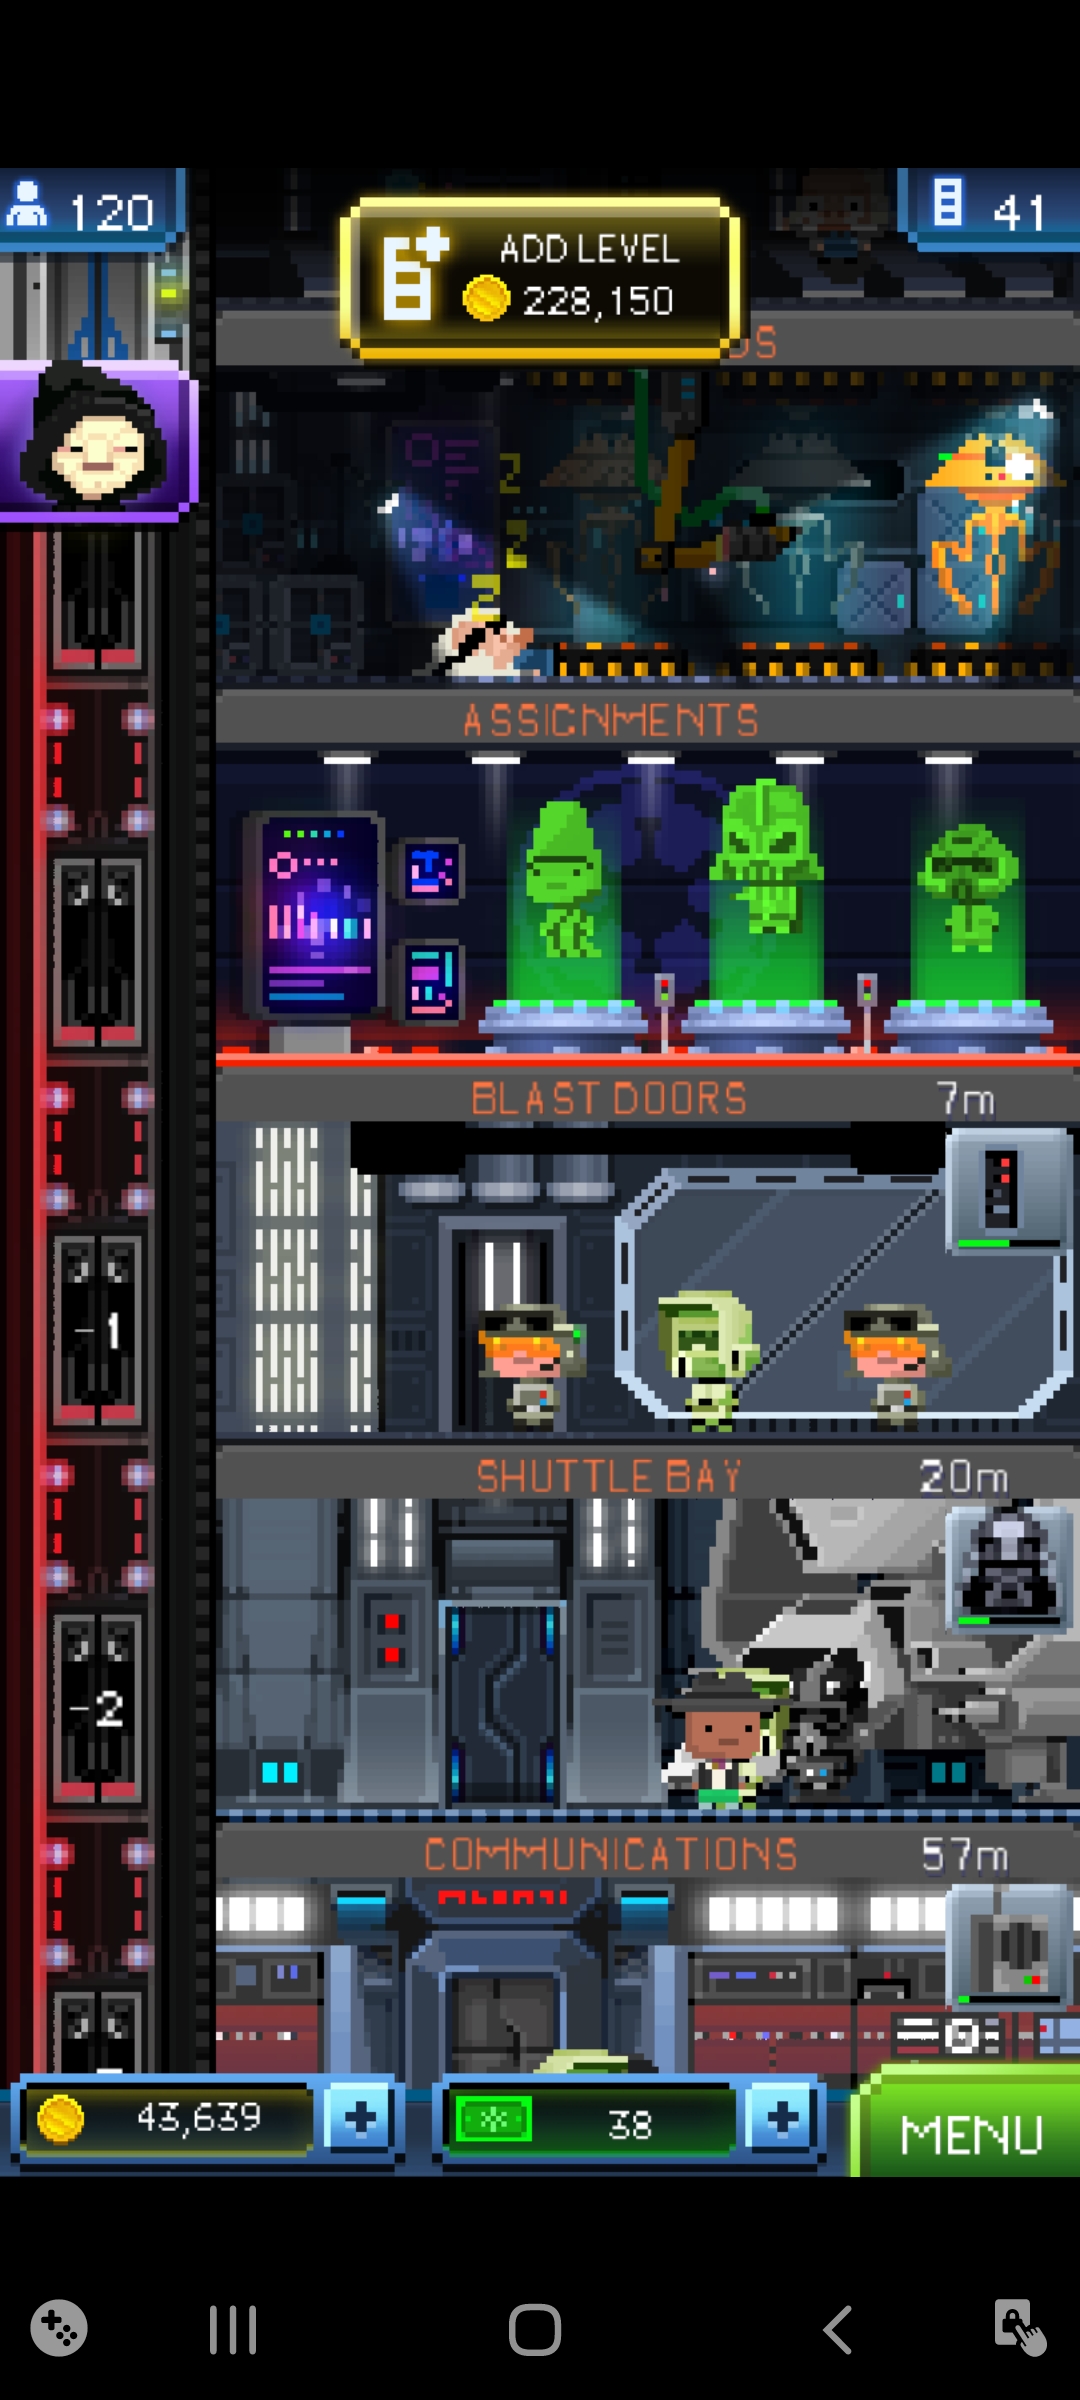 120
ADD LEVEL
228,150
41
DS
ASSIGNMENTS
BLAST DOORS 7m
-1
SHUTTLE BAY 20m
-2
COMMUNICATIONS 57m
43,639
38
MENU